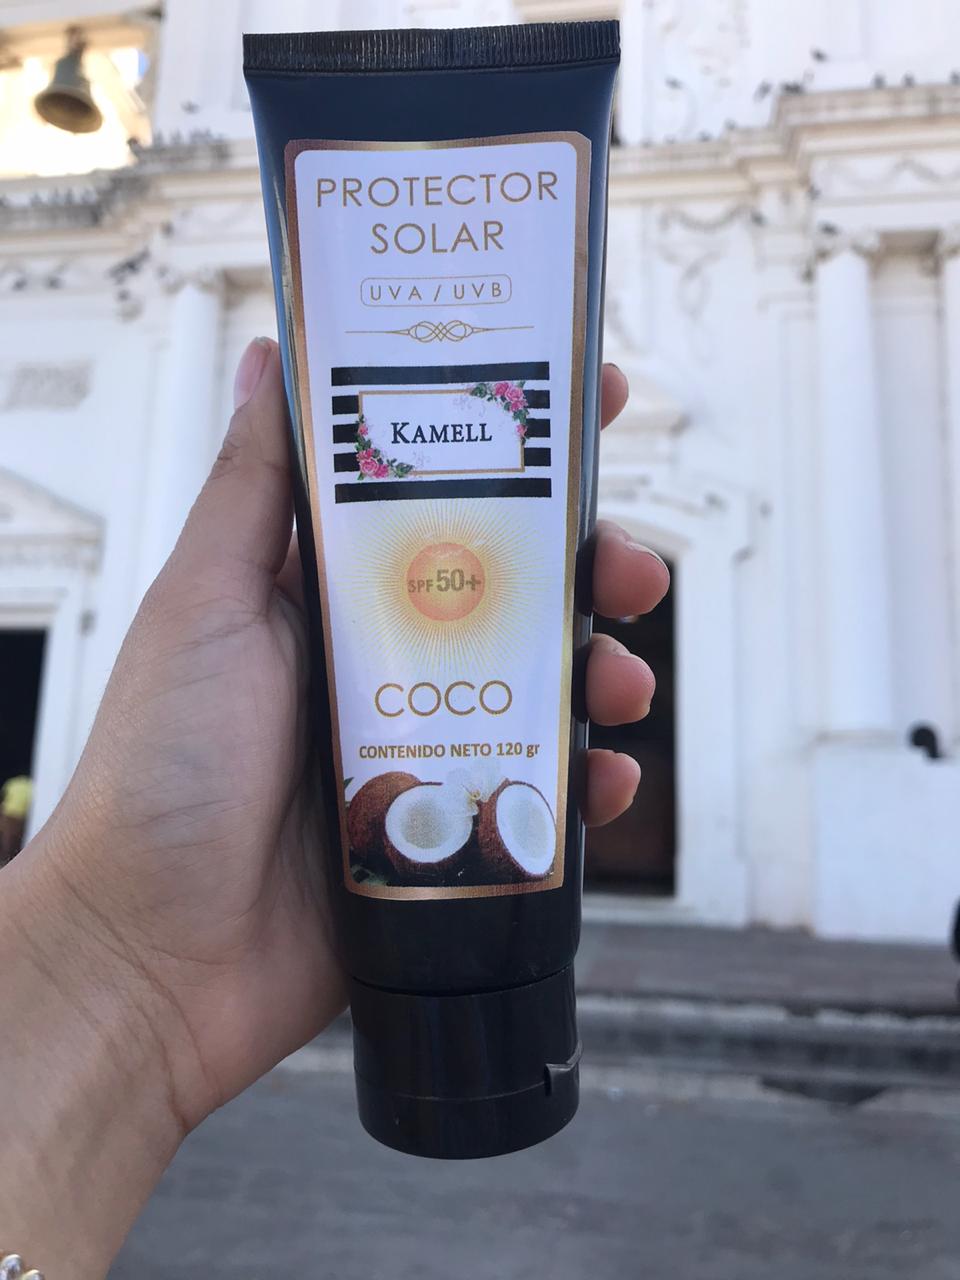 PROTECTOR
SOLAR
UVA / UVB
KAMELL
SPF 50+
COCO
CONTENIDO NETO 120 gr